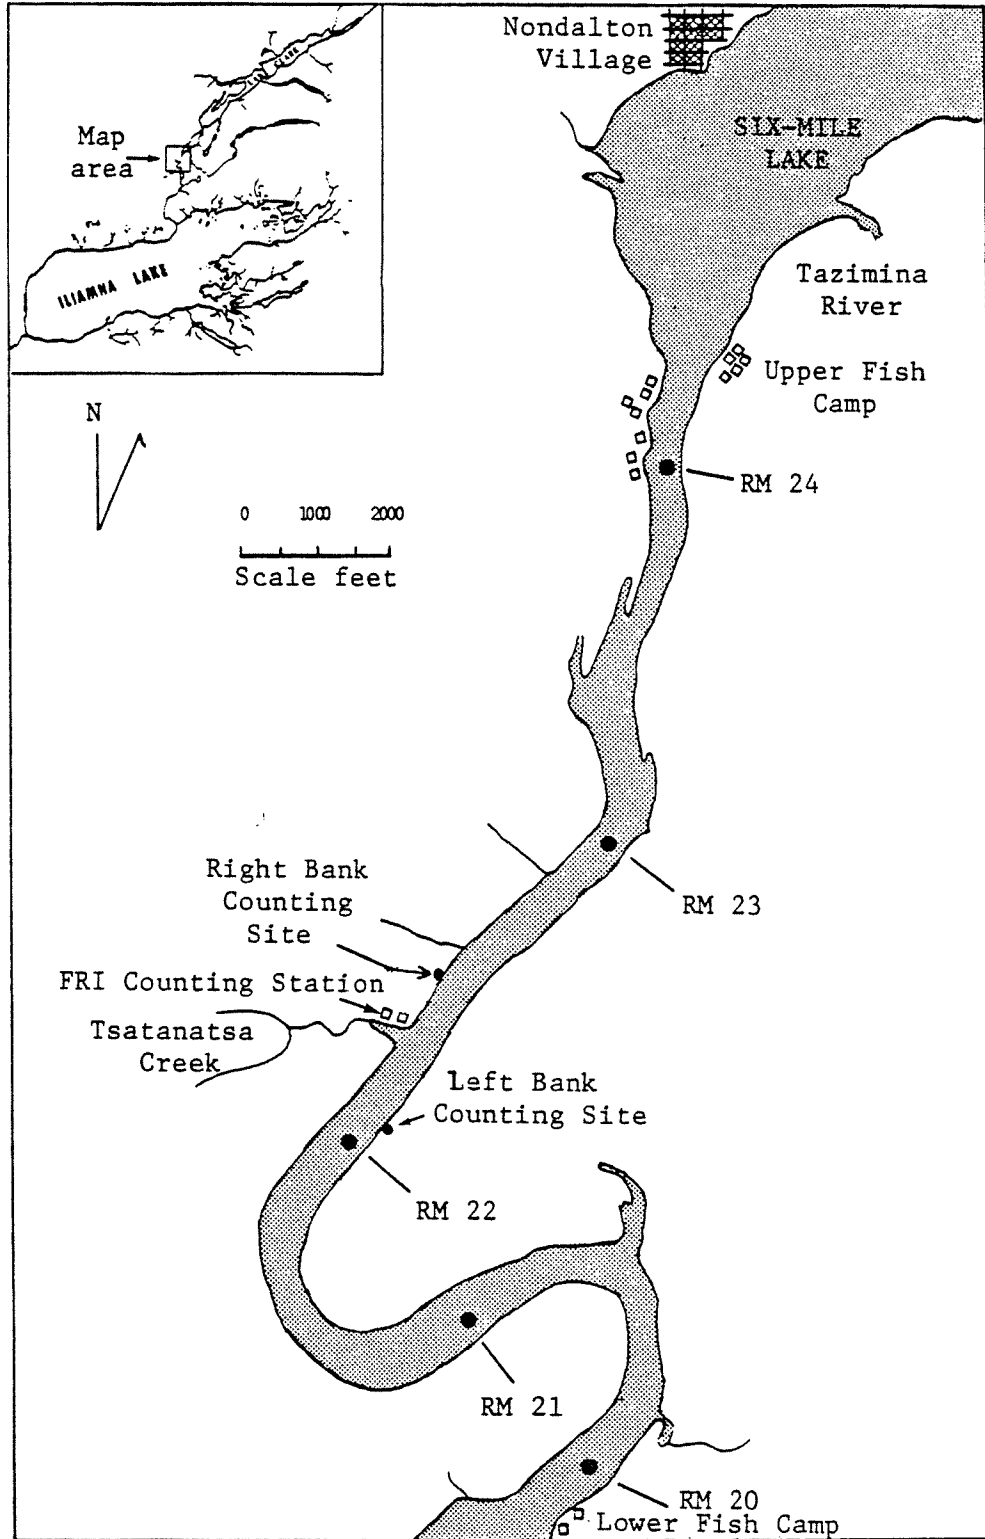 Nondalton
Village
SIX-MILE
LAKE
Map
area
CLARK
ILIAMNA LAKE
Tazimina
River
Upper Fish
Camp
N
RM 24
0 1000 2000
Scale feet
Right Bank
Counting
Site
RM 23
FRI Counting Station
Tsatanatsa
Creek
Left Bank
Counting Site
RM 22
RM 21
RM 20
Lower Fish Camp